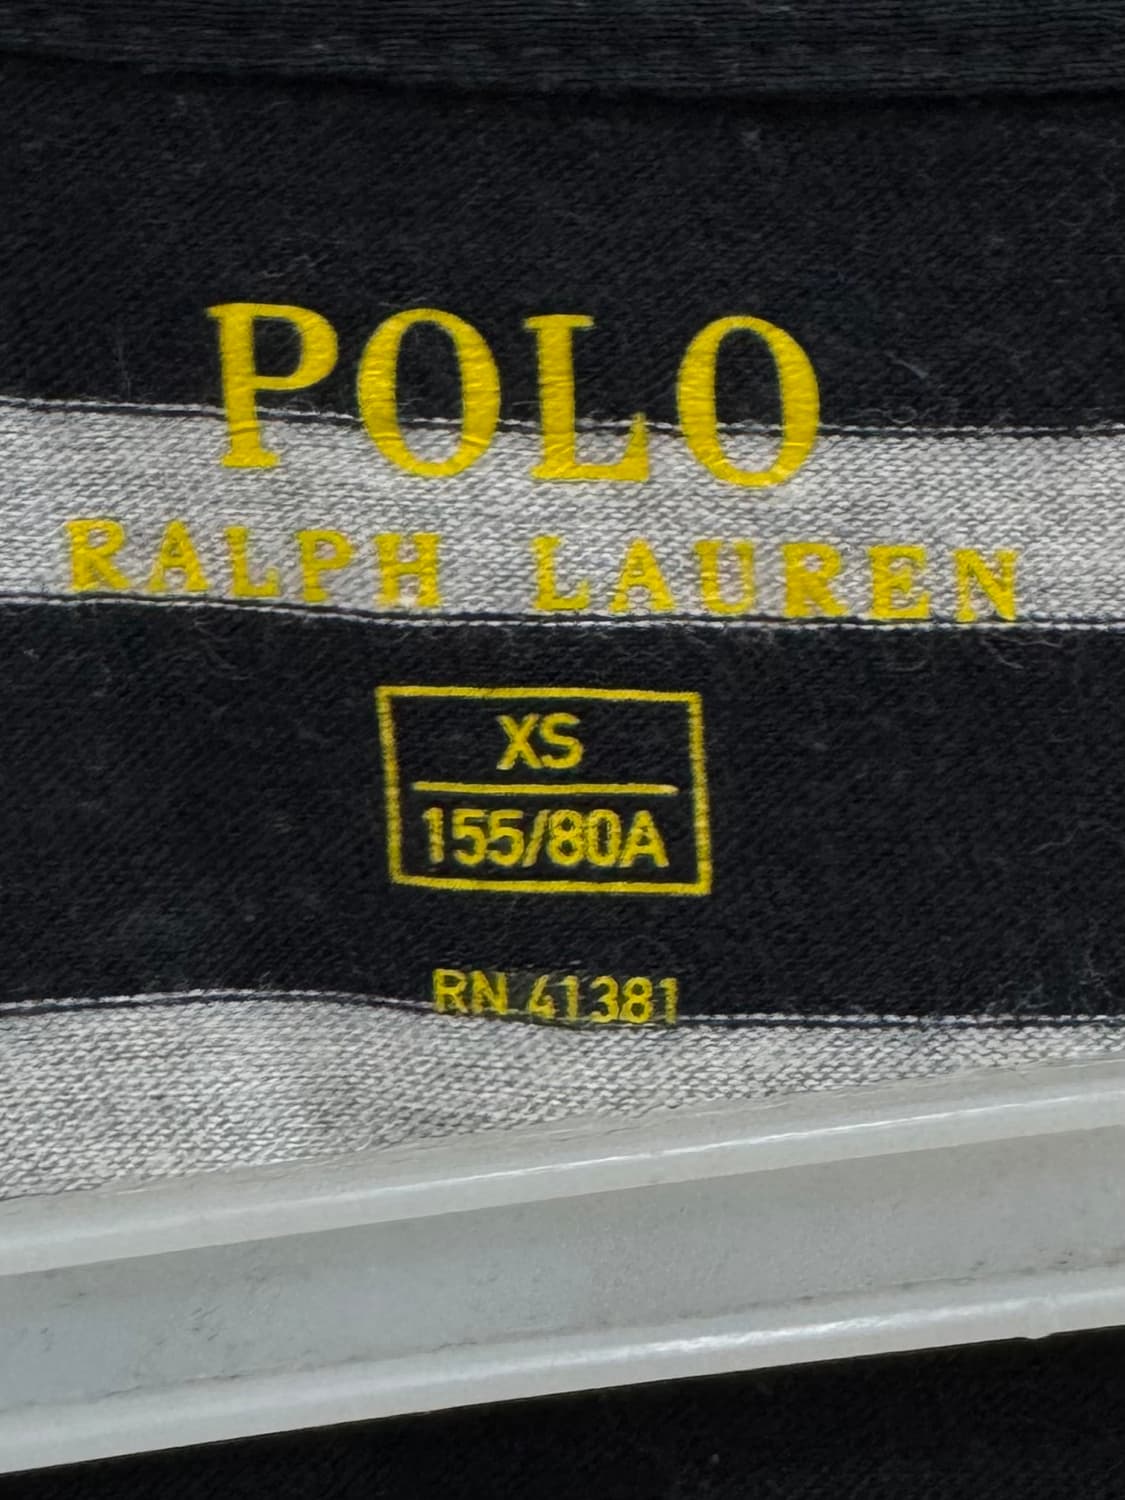 POLO
RALPH LAUREN
XS
155/80A
RN 41381